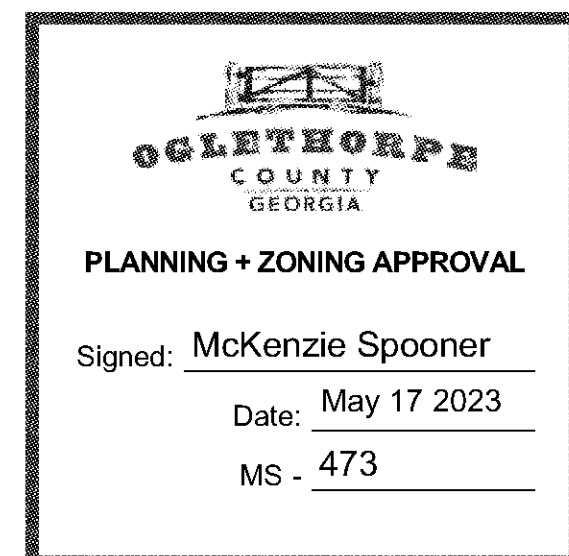 OGLETHORPE
COUNTY
GEORGIA
PLANNING + ZONING APPROVAL
Signed: McKenzie Spooner
Date: May 17 2023
MS - 473